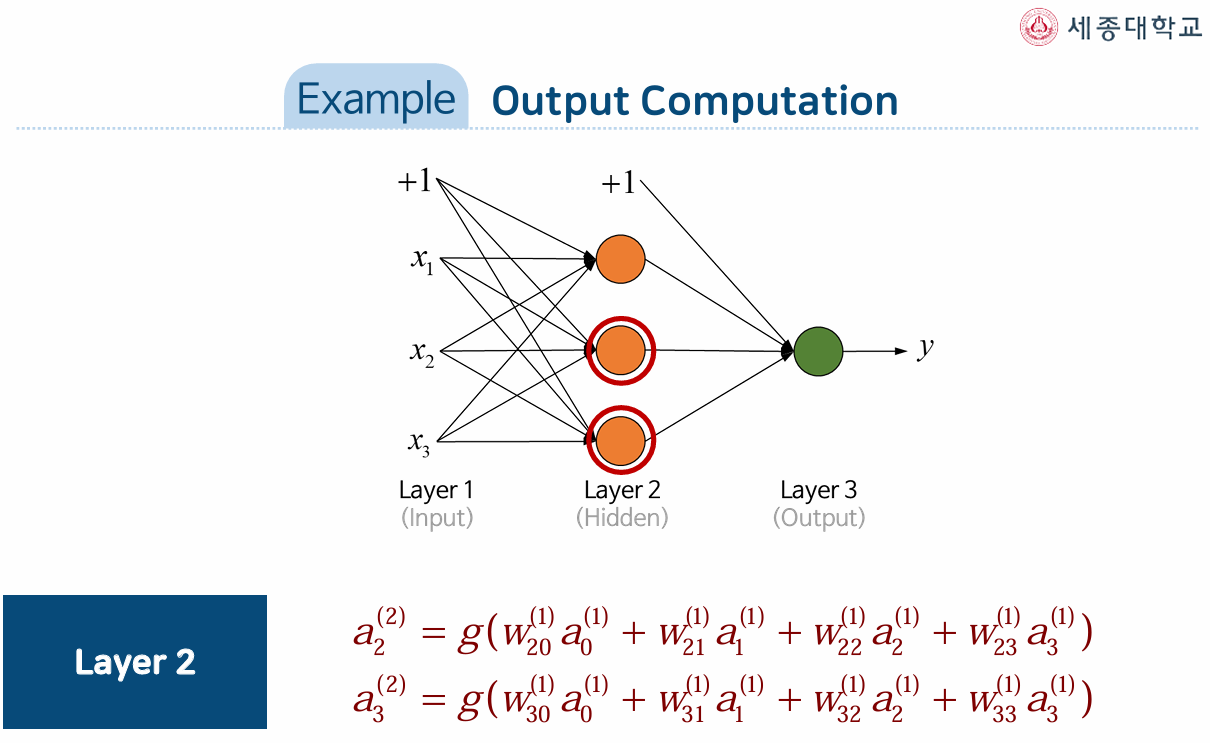 세종대학교
Example Output Computation
+1 +1
x₁
x₂ y
x₃
Layer 1 Layer 2 Layer 3
(Input) (Hidden) (Output)
Layer 2
a₂⁽²⁾ = g(w₂₀⁽¹⁾a₀⁽¹⁾ + w₂₁⁽¹⁾a₁⁽¹⁾ + w₂₂⁽¹⁾a₂⁽¹⁾ + w₂₃⁽¹⁾a₃⁽¹⁾)
a₃⁽²⁾ = g(w₃₀⁽¹⁾a₀⁽¹⁾ + w₃₁⁽¹⁾a₁⁽¹⁾ + w₃₂⁽¹⁾a₂⁽¹⁾ + w₃₃⁽¹⁾a₃⁽¹⁾)